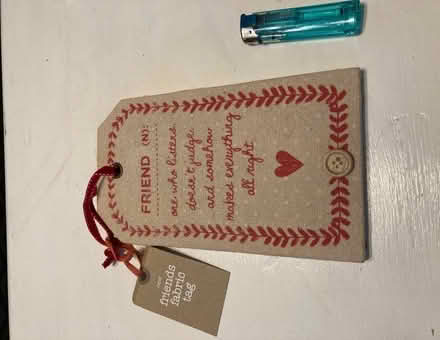 FRIEND (N):
one who listens,
doesn't judge
and somehow
makes everything
all right
friends
fabric
tag